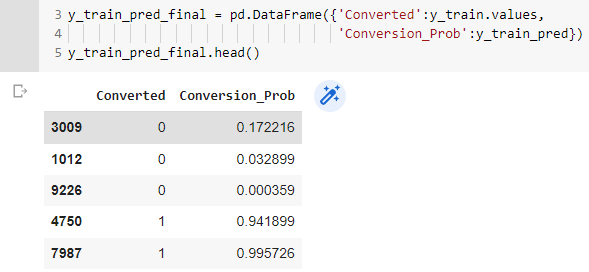 3 y_train_pred_final = pd.DataFrame({'Converted':y_train.values,
4 'Conversion_Prob':y_train_pred})
5 y_train_pred_final.head()
Converted Conversion_Prob
3009 0 0.172216
1012 0 0.032899
9226 0 0.000359
4750 1 0.941899
7987 1 0.995726